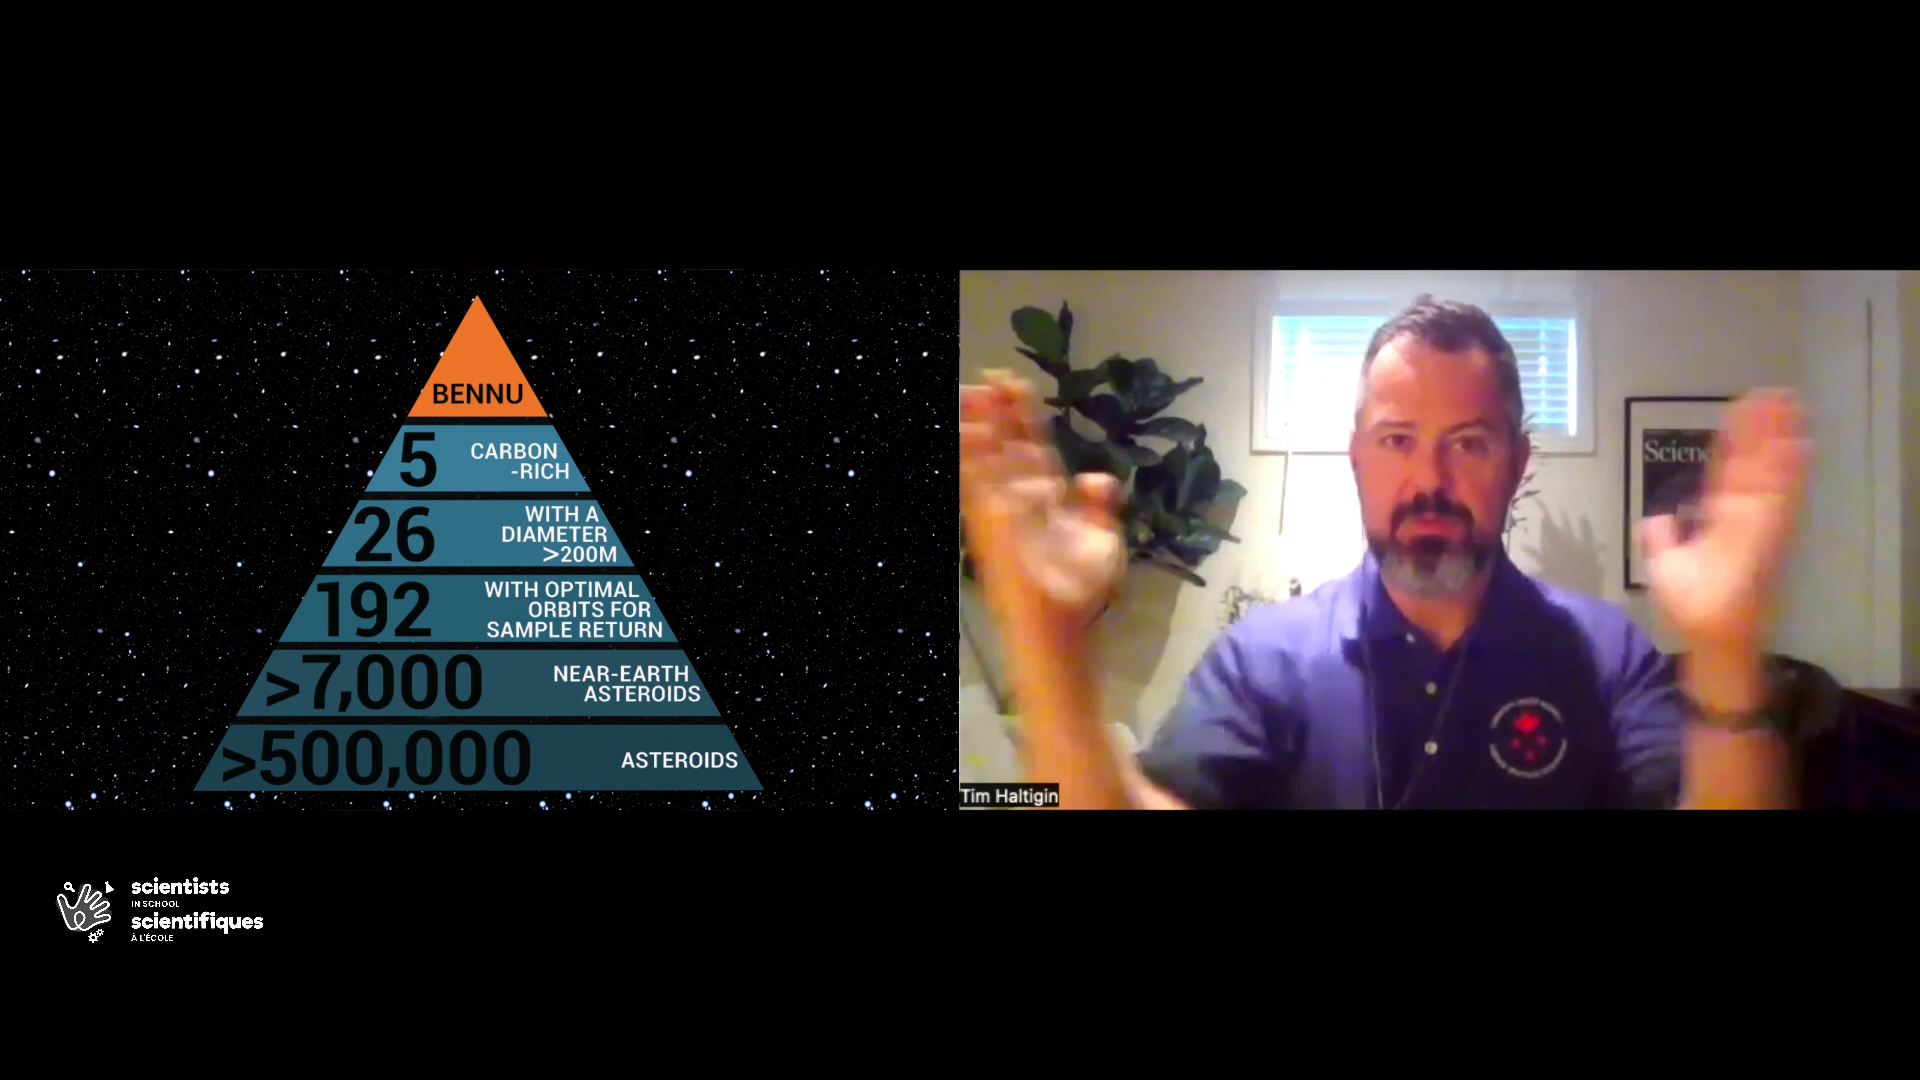 BENNU
5
CARBON
-RICH
26
WITH A
DIAMETER
>200M
192
WITH OPTIMAL
ORBITS FOR
SAMPLE RETURN
>7,000
NEAR-EARTH
ASTEROIDS
>500,000
ASTEROIDS
Tim Haltigin
scientists
IN SCHOOL
scientifiques
À L'ÉCOLE